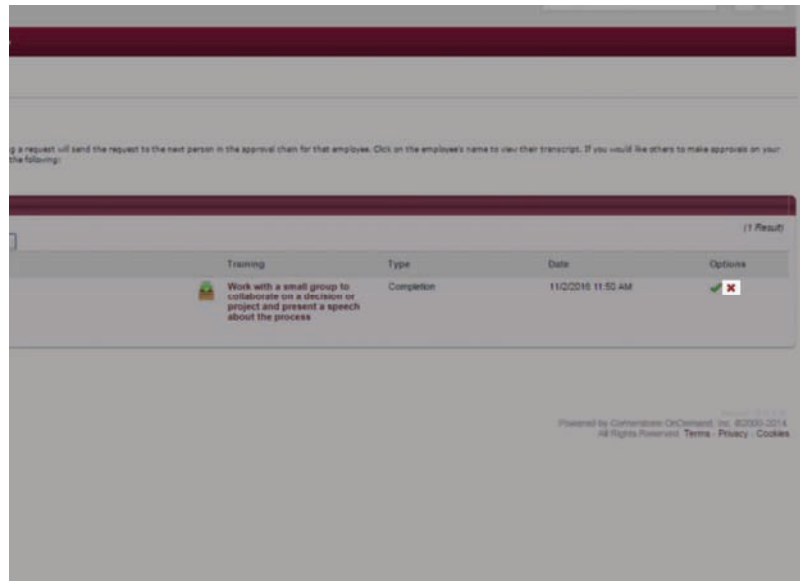 g a request will send the request to the next person in the approval chain for that employee. Click on the employee's name to view their transcript. If you would like others to make approvals on your
the following:
(1 Result)
Training Type Date Options
Work with a small group to Completion 11/2/2016 11:50 AM
collaborate on a decision or
project and present a speech
about the process
Powered by Cornerstone OnDemand, Inc. ©2000-2014
All Rights Reserved. Terms - Privacy - Cookies